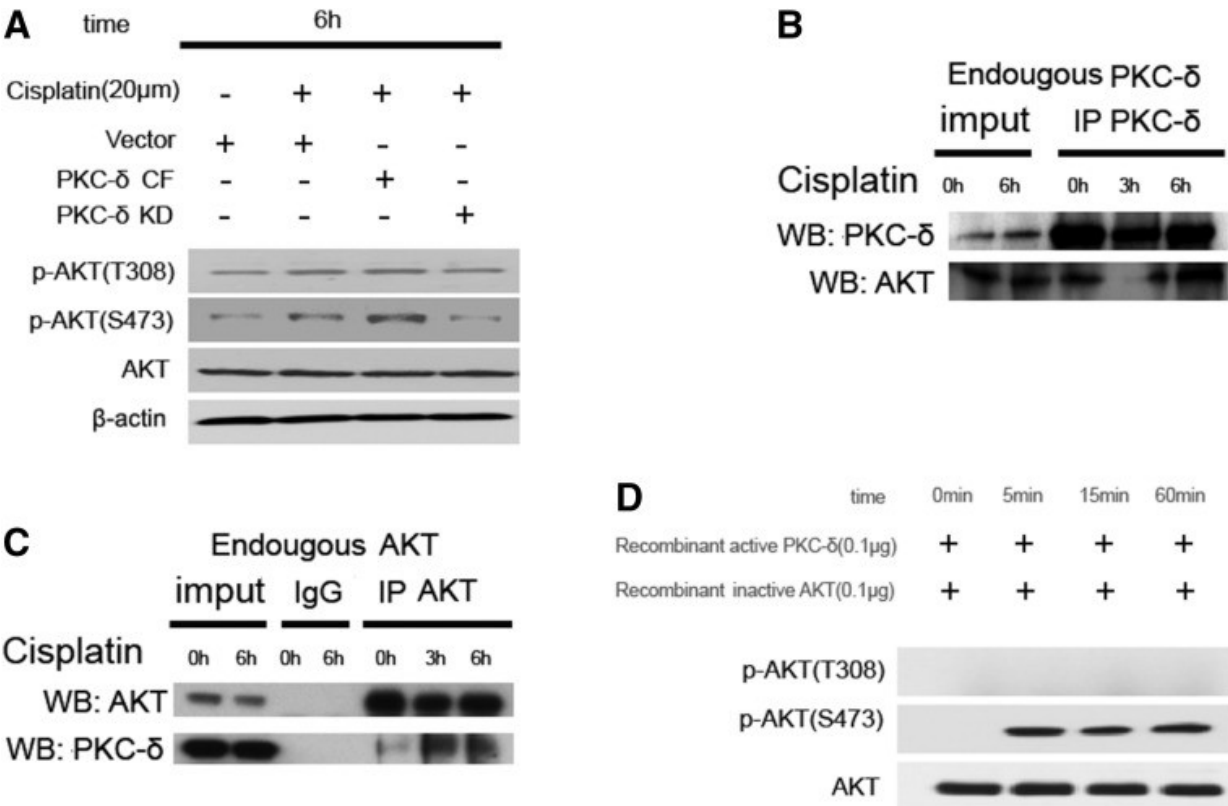 A
time 6h
Cisplatin(20μm) - + + +
Vector + + - -
PKC-δ CF - - + -
PKC-δ KD - - - +
p-AKT(T308)
p-AKT(S473)
AKT
β-actin
B
Endougous PKC-δ
imput IP PKC-δ
Cisplatin 0h 6h 0h 3h 6h
WB: PKC-δ
WB: AKT
C
Endougous AKT
imput IgG IP AKT
Cisplatin 0h 6h 0h 6h 0h 3h 6h
WB: AKT
WB: PKC-δ
D
time 0min 5min 15min 60min
Recombinant active PKC-δ(0.1μg) + + + +
Recombinant inactive AKT(0.1μg) + + + +
p-AKT(T308)
p-AKT(S473)
AKT